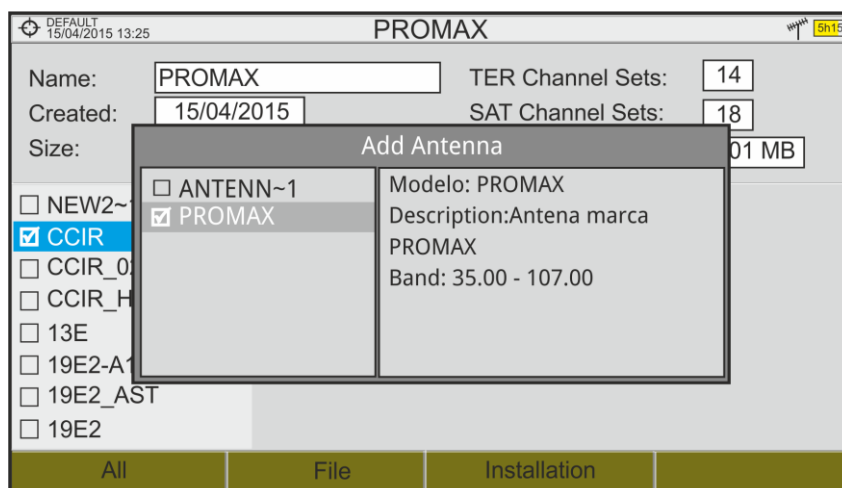 DEFAULT
15/04/2015 13:25
PROMAX
5h15
Name: PROMAX
TER Channel Sets: 14
Created: 15/04/2015
SAT Channel Sets: 18
Size:
01 MB
Add Antenna
ANTENN~1
PROMAX
Modelo: PROMAX
Description:Antena marca
PROMAX
Band: 35.00 - 107.00
NEW2~
CCIR
CCIR_0
CCIR_H
13E
19E2-A1
19E2_AST
19E2
All
File
Installation